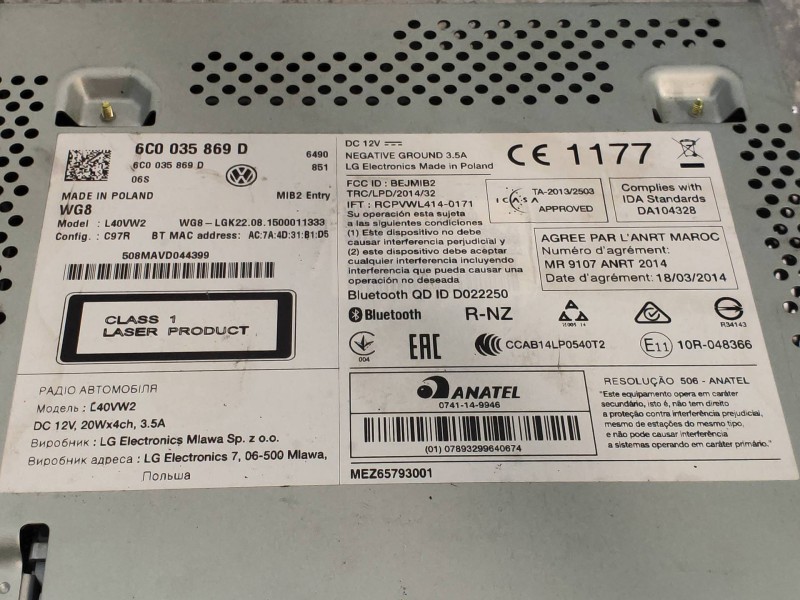 6C0 035 869 D
6C0 035 869 D
06S
6490
851
MADE IN POLAND
MIB2 Entry
WG8
Model : L40VW2
WG8-LGK22.08.1500011333
Config. : C97R
BT MAC address: AC:7A:4D:31:B1:D5
508MAVD044399
CLASS 1
LASER PRODUCT
РАДІО АВТОМОБІЛЯ
Модель : L40VW2
DC 12V, 20Wx4ch, 3.5A
Виробник : LG Electronics Mlawa Sp. z o.o.
Виробник адреса : LG Electronics 7, 06-500 Mlawa,
Польша
DC 12V
NEGATIVE GROUND 3.5A
LG Electronics Made in Poland
CE 1177
FCC ID : BEJMIB2
TRC/LPD/2014/32
IFT : RCPVWL414-0171
Su operación esta sujeta
a las siguientes condiciones
(1) Este dispositivo no debe
causar interferencia perjudicial y
(2) este dispositivo debe aceptar
cualquier interferencia incluyendo
interferencia que pueda causar una
operación no deseada
ICASA
TA-2013/2503
APPROVED
Complies with
IDA Standards
DA104328
AGREE PAR L'ANRT MAROC
Numéro d'agrément:
MR 9107 ANRT 2014
Date d'agrément: 18/03/2014
Bluetooth QD ID D022250
Bluetooth
R-NZ
R34143
004
EAC
CCAB14LP0540T2
E11
10R-048366
ANATEL
0741-14-9946
(01) 07893299640674
RESOLUÇÃO 506 - ANATEL
"Este equipamento opera em caráter
secundário, isto é, não tem direito
a proteção contra interferência prejudicial,
mesmo de estações do mesmo tipo,
e não pode causar interferência
a sistemas operando em caráter primário."
MEZ65793001